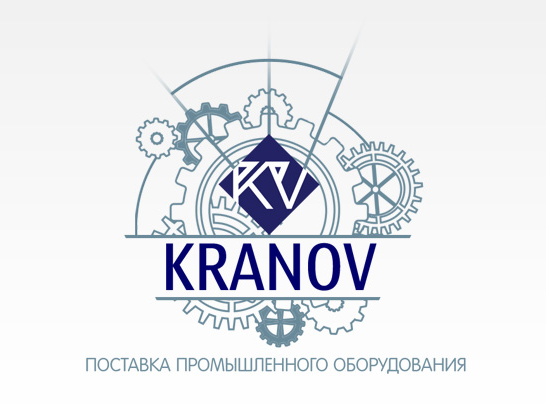 KV
KRANOV
ПОСТАВКА ПРОМЫШЛЕННОГО ОБОРУДОВАНИЯ